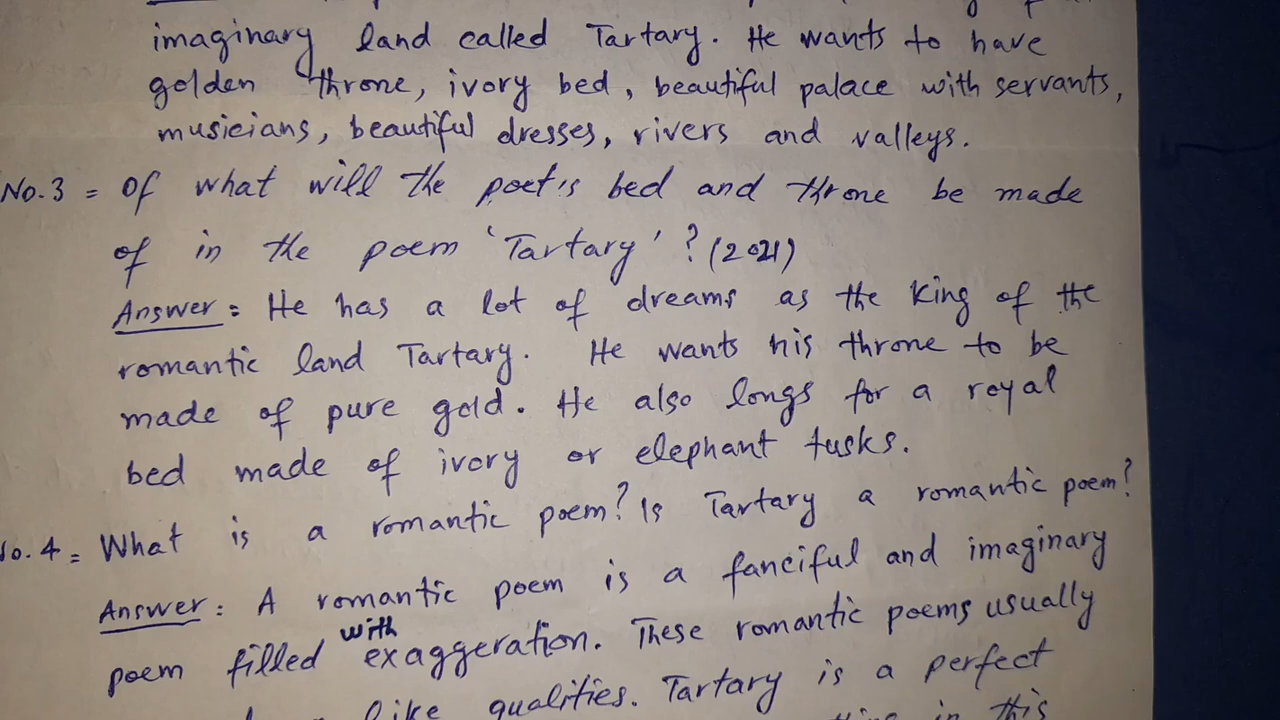 imaginary land called Tartary. He wants to have
golden throne, ivory bed, beautiful palace with servants,
musicians, beautiful dresses, rivers and valleys.
No.3 = Of what will the poet's bed and throne be made
of in the poem 'Tartary'? (2021)
Answer: He has a lot of dreams as the King of the
romantic land Tartary. He wants his throne to be
made of pure gold. He also longs for a royal
bed made of ivory or elephant tusks.
No. 4 = What is a romantic poem? Is Tartary a romantic poem?
Answer: A romantic poem is a fanciful and imaginary
poem filled with exaggeration. These romantic poems usually
like qualities. Tartary is a perfect
in this